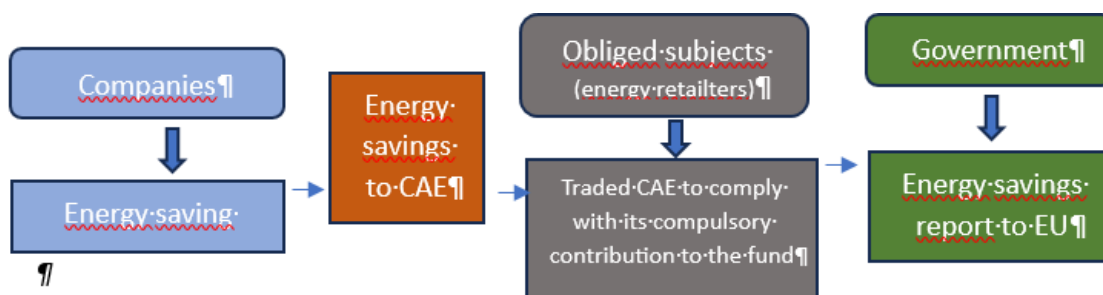 Companies¶
Energy·saving·
¶
Energy·
savings·
to·CAE¶
Obliged·subjects·
(energy·retailters)¶
Traded·CAE·to·comply·
with·its·compulsory·
contribution·to·the·fund¶
Government¶
Energy·savings·
report·to·EU¶